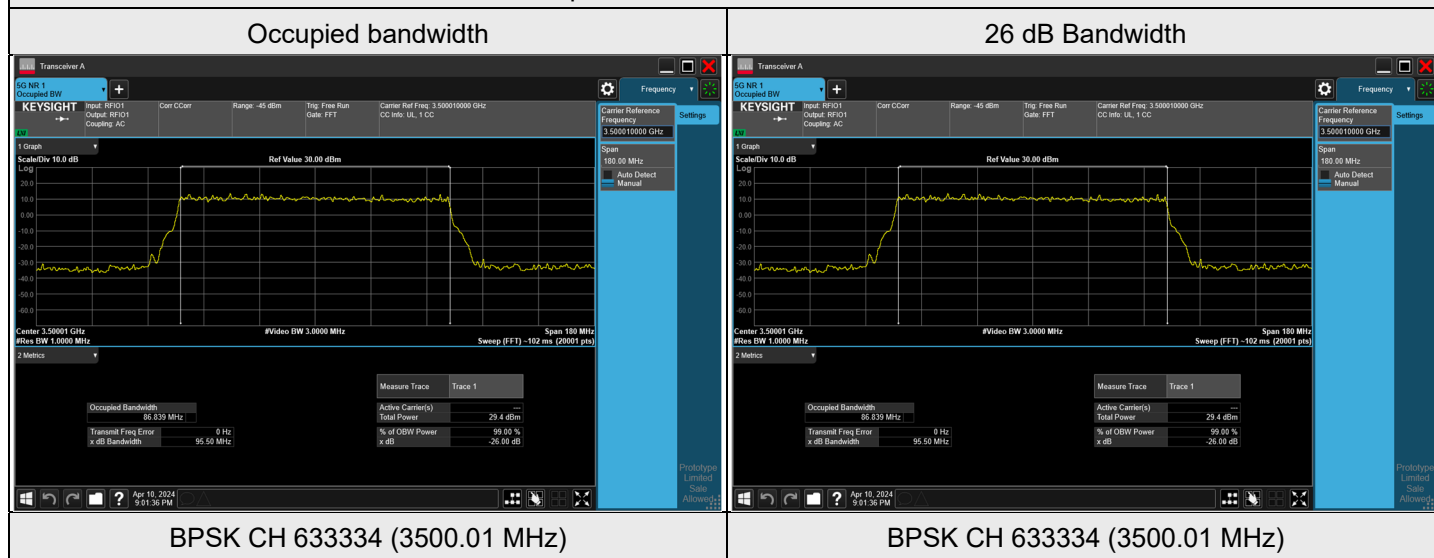 Occupied bandwidth
26 dB Bandwidth
Transceiver A
5G NR 1
Occupied BW
+
Frequency
KEYSIGHT
Input: RFIO1
Output: RFIO1
Coupling: AC
Corr CCorr
Range: -45 dBm
Trig: Free Run
Gate: FFT
Carrier Ref Freq: 3.500010000 GHz
CC Info: UL, 1 CC
LXI
Carrier Reference
Frequency
3.500010000 GHz
Settings
Span
180.00 MHz
Auto Detect
Manual
1 Graph
Scale/Div 10.0 dB
Ref Value 30.00 dBm
Log
20.0
10.0
0.00
-10.0
-20.0
-30.0
-40.0
-50.0
-60.0
Center 3.50001 GHz
#Video BW 3.0000 MHz
Span 180 MHz
#Res BW 1.0000 MHz
Sweep (FFT) ~102 ms (20001 pts)
2 Metrics
Measure Trace Trace 1
Occupied Bandwidth
86.839 MHz
Active Carrier(s) ---
Total Power 29.4 dBm
Transmit Freq Error 0 Hz
x dB Bandwidth 95.50 MHz
% of OBW Power 99.00 %
x dB -26.00 dB
Prototype
Limited
Sale
Allowed
?
Apr 10, 2024
9:01:36 PM
Transceiver A
5G NR 1
Occupied BW
+
Frequency
KEYSIGHT
Input: RFIO1
Output: RFIO1
Coupling: AC
Corr CCorr
Range: -45 dBm
Trig: Free Run
Gate: FFT
Carrier Ref Freq: 3.500010000 GHz
CC Info: UL, 1 CC
LXI
Carrier Reference
Frequency
3.500010000 GHz
Settings
Span
180.00 MHz
Auto Detect
Manual
1 Graph
Scale/Div 10.0 dB
Ref Value 30.00 dBm
Log
20.0
10.0
0.00
-10.0
-20.0
-30.0
-40.0
-50.0
-60.0
Center 3.50001 GHz
#Video BW 3.0000 MHz
Span 180 MHz
#Res BW 1.0000 MHz
Sweep (FFT) ~102 ms (20001 pts)
2 Metrics
Measure Trace Trace 1
Occupied Bandwidth
86.839 MHz
Active Carrier(s) ---
Total Power 29.4 dBm
Transmit Freq Error 0 Hz
x dB Bandwidth 95.50 MHz
% of OBW Power 99.00 %
x dB -26.00 dB
Prototype
Limited
Sale
Allowed
?
Apr 10, 2024
9:01:36 PM
BPSK CH 633334 (3500.01 MHz)
BPSK CH 633334 (3500.01 MHz)